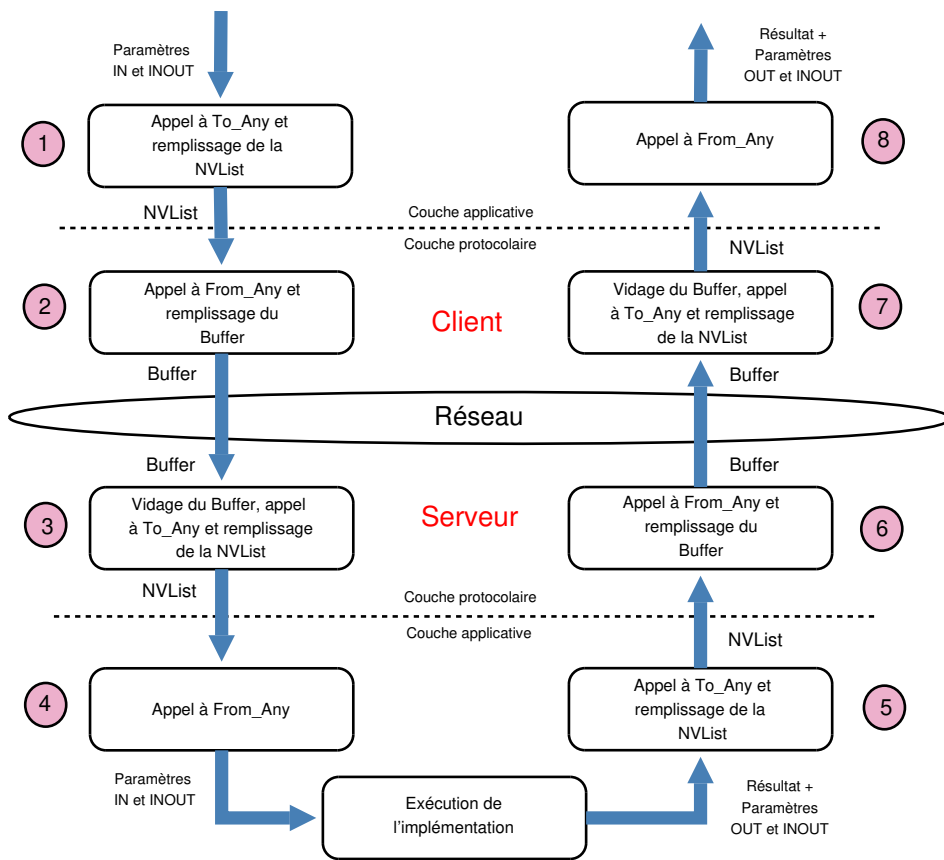 Paramètres
IN et INOUT
Résultat +
Paramètres
OUT et INOUT
1
Appel à To_Any et
remplissage de la
NVList
Appel à From_Any
8
NVList
Couche applicative
Couche protocolaire
NVList
2
Appel à From_Any et
remplissage du
Buffer
Client
Vidage du Buffer, appel
à To_Any et remplissage
de la NVList
7
Buffer
Buffer
Réseau
Buffer
Buffer
3
Vidage du Buffer, appel
à To_Any et remplissage
de la NVList
Serveur
Appel à From_Any et
remplissage du
Buffer
6
NVList
Couche protocolaire
Couche applicative
NVList
4
Appel à From_Any
Appel à To_Any et
remplissage de la
NVList
5
Paramètres
IN et INOUT
Exécution de
l'implémentation
Résultat +
Paramètres
OUT et INOUT